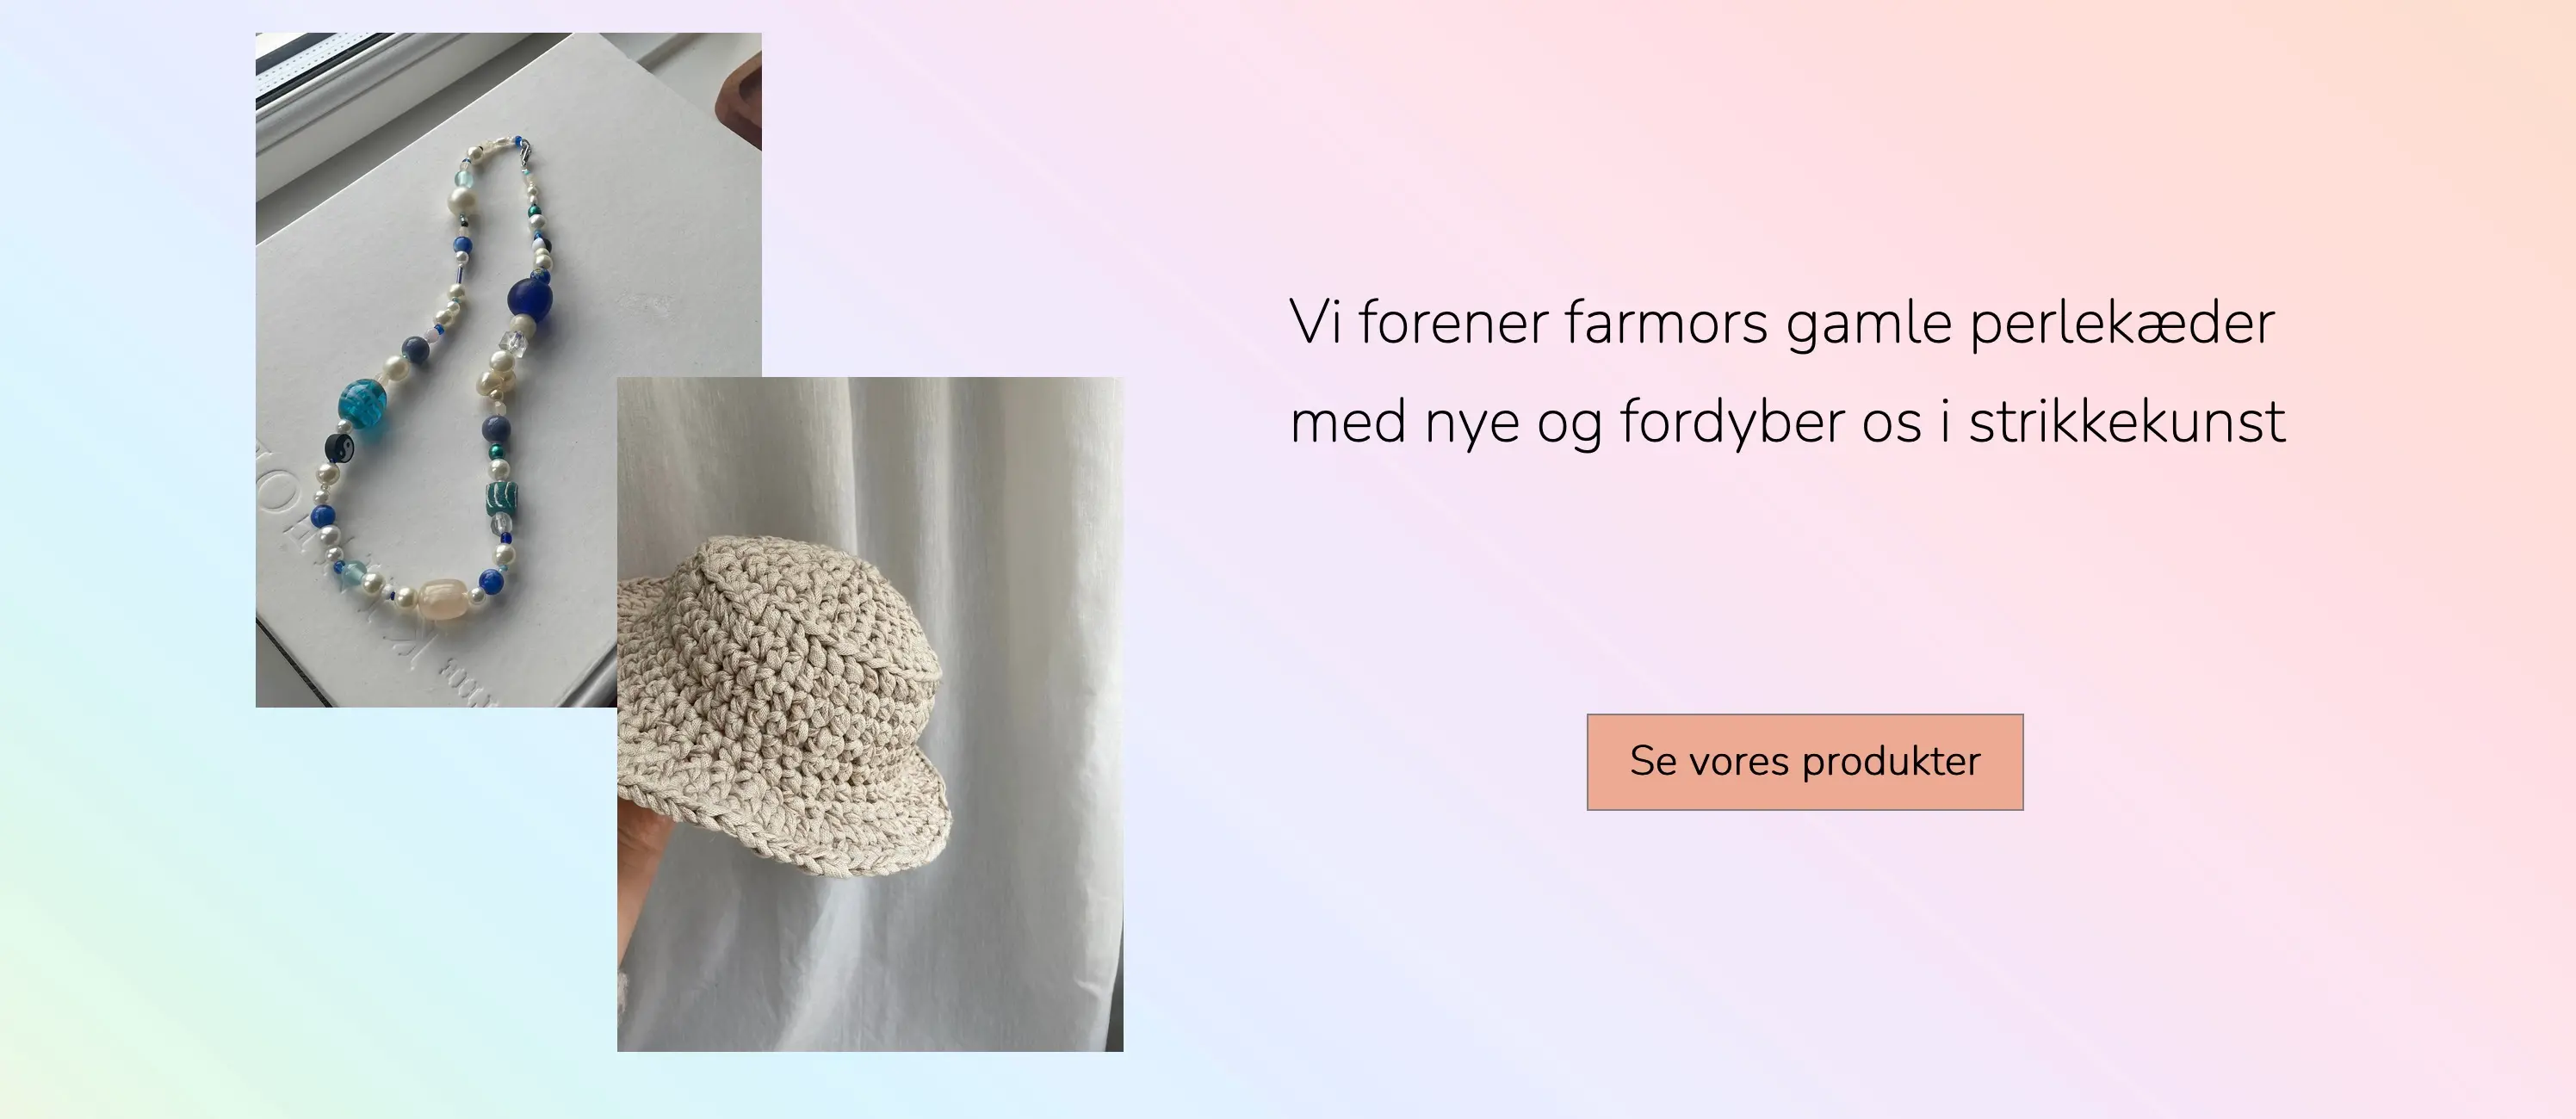 Vi forener farmors gamle perlekæder
med nye og fordyber os i strikkekunst
Se vores produkter